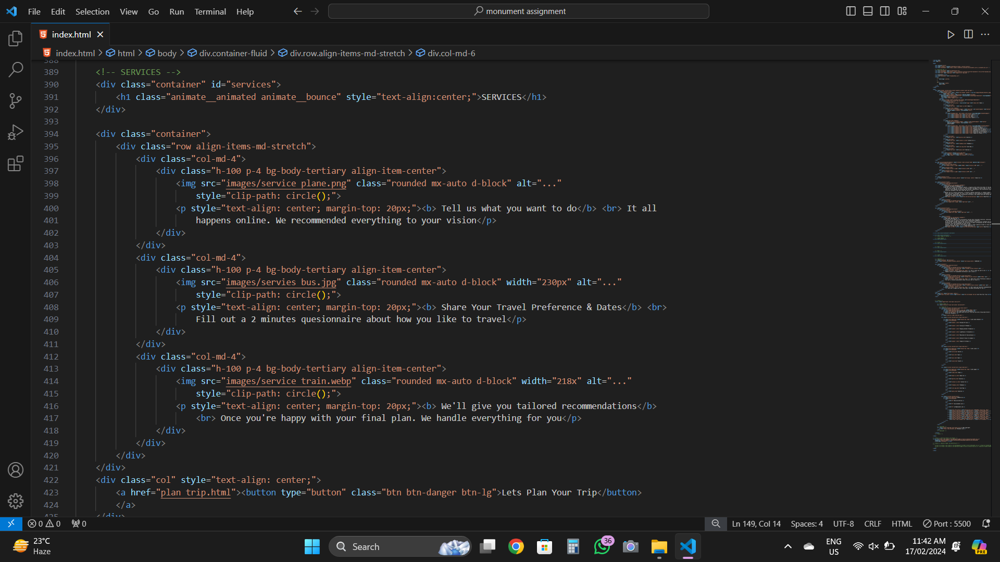 File Edit Selection View Go Run Terminal Help monument assignment
index.html
index.html > html > body > div.container-fluid > div.row.align-items-md-stretch > div.col-md-6
388
389 <!-- SERVICES -->
390 <div class="container" id="services">
391 <h1 class="animate__animated animate__bounce" style="text-align:center;">SERVICES</h1>
392 </div>
393
394 <div class="container">
395 <div class="row align-items-md-stretch">
396 <div class="col-md-4">
397 <div class="h-100 p-4 bg-body-tertiary align-item-center">
398 <img src="images/service plane.png" class="rounded mx-auto d-block" alt="..."
399 style="clip-path: circle();">
400 <p style="text-align: center; margin-top: 20px;"><b> Tell us what you want to do</b> <br> It all
401 happens online. We recommended everything to your vision</p>
402 </div>
403 </div>
404 <div class="col-md-4">
405 <div class="h-100 p-4 bg-body-tertiary align-item-center">
406 <img src="images/servies bus.jpg" class="rounded mx-auto d-block" width="230px" alt="..."
407 style="clip-path: circle();">
408 <p style="text-align: center; margin-top: 20px;"><b> Share Your Travel Preference & Dates</b> <br>
409 Fill out a 2 minutes quesionnaire about how you like to travel</p>
410 </div>
411 </div>
412 <div class="col-md-4">
413 <div class="h-100 p-4 bg-body-tertiary align-item-center">
414 <img src="images/service train.webp" class="rounded mx-auto d-block" width="218x" alt="..."
415 style="clip-path: circle();">
416 <p style="text-align: center; margin-top: 20px;"><b> We'll give you tailored recommendations</b>
417 <br> Once you're happy with your final plan. We handle everything for you</p>
418 </div>
419 </div>
420 </div>
421 </div>
422 <div class="col" style="text-align: center;">
423 <a href="plan trip.html"><button type="button" class="btn btn-danger btn-lg">Lets Plan Your Trip</button>
424 </a>
425 </div>
0 0 0 Ln 149, Col 14 Spaces: 4 UTF-8 CRLF HTML Port : 5500
23°C
Haze
Search
36
ENG
US
11:42 AM
17/02/2024
PRE